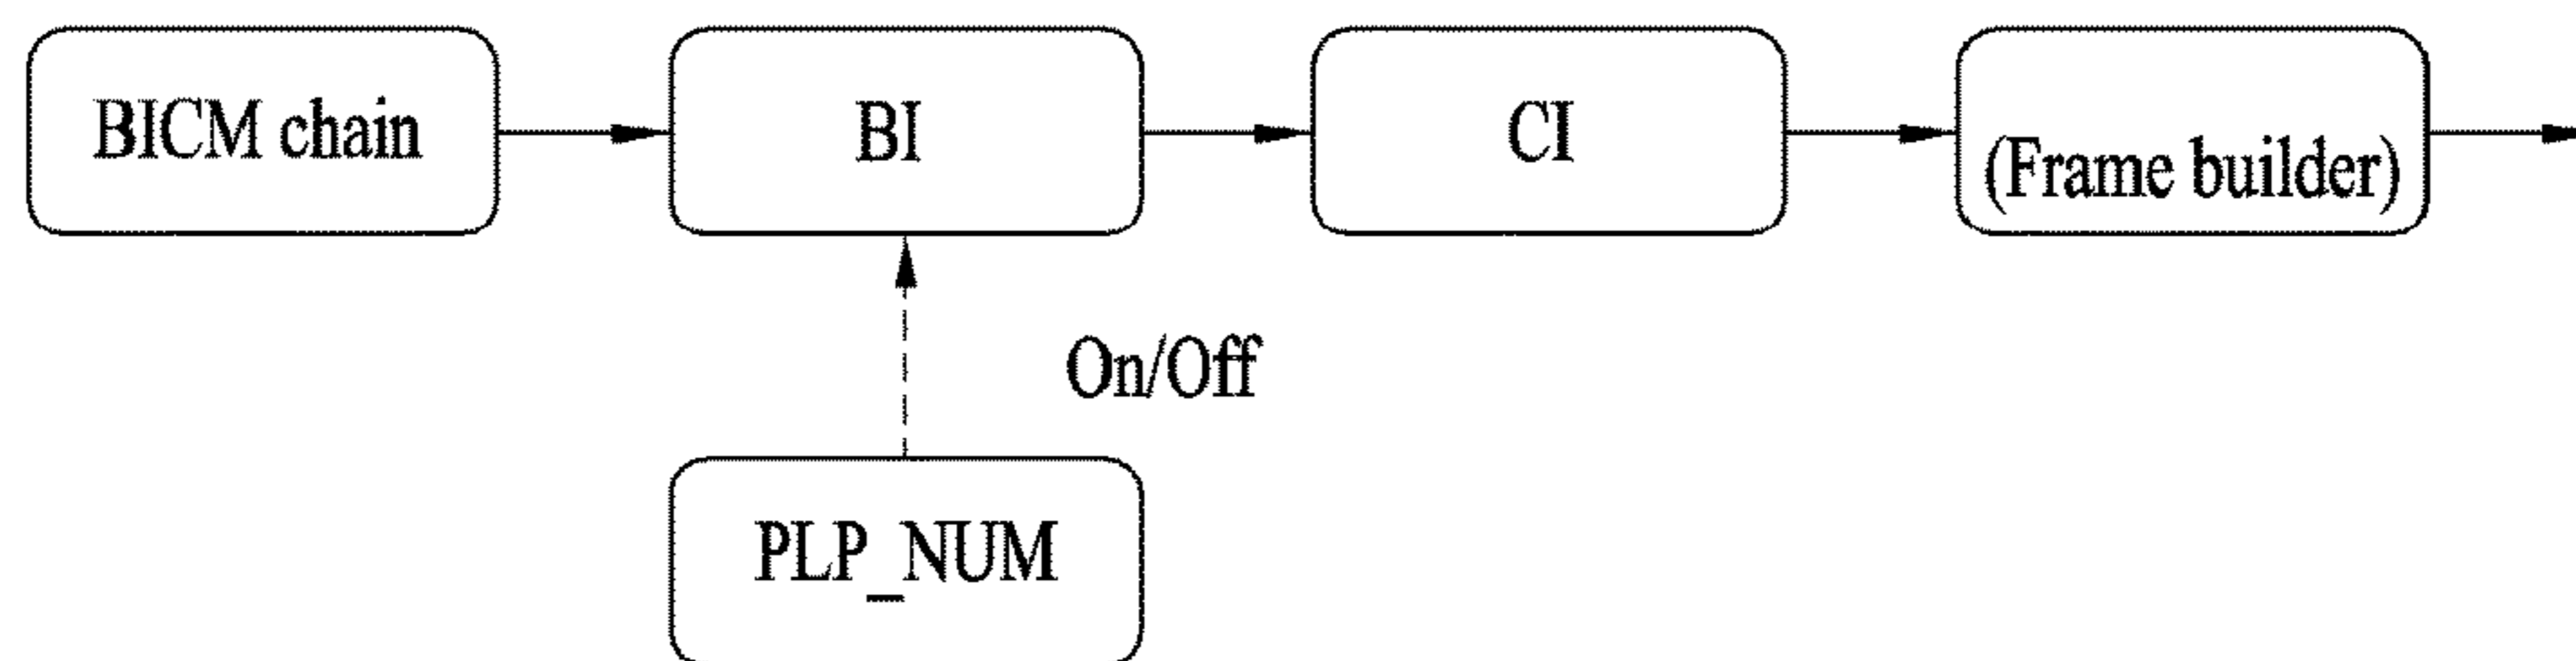 BICM chain
BI
CI
(Frame builder)
On/Off
PLP_NUM